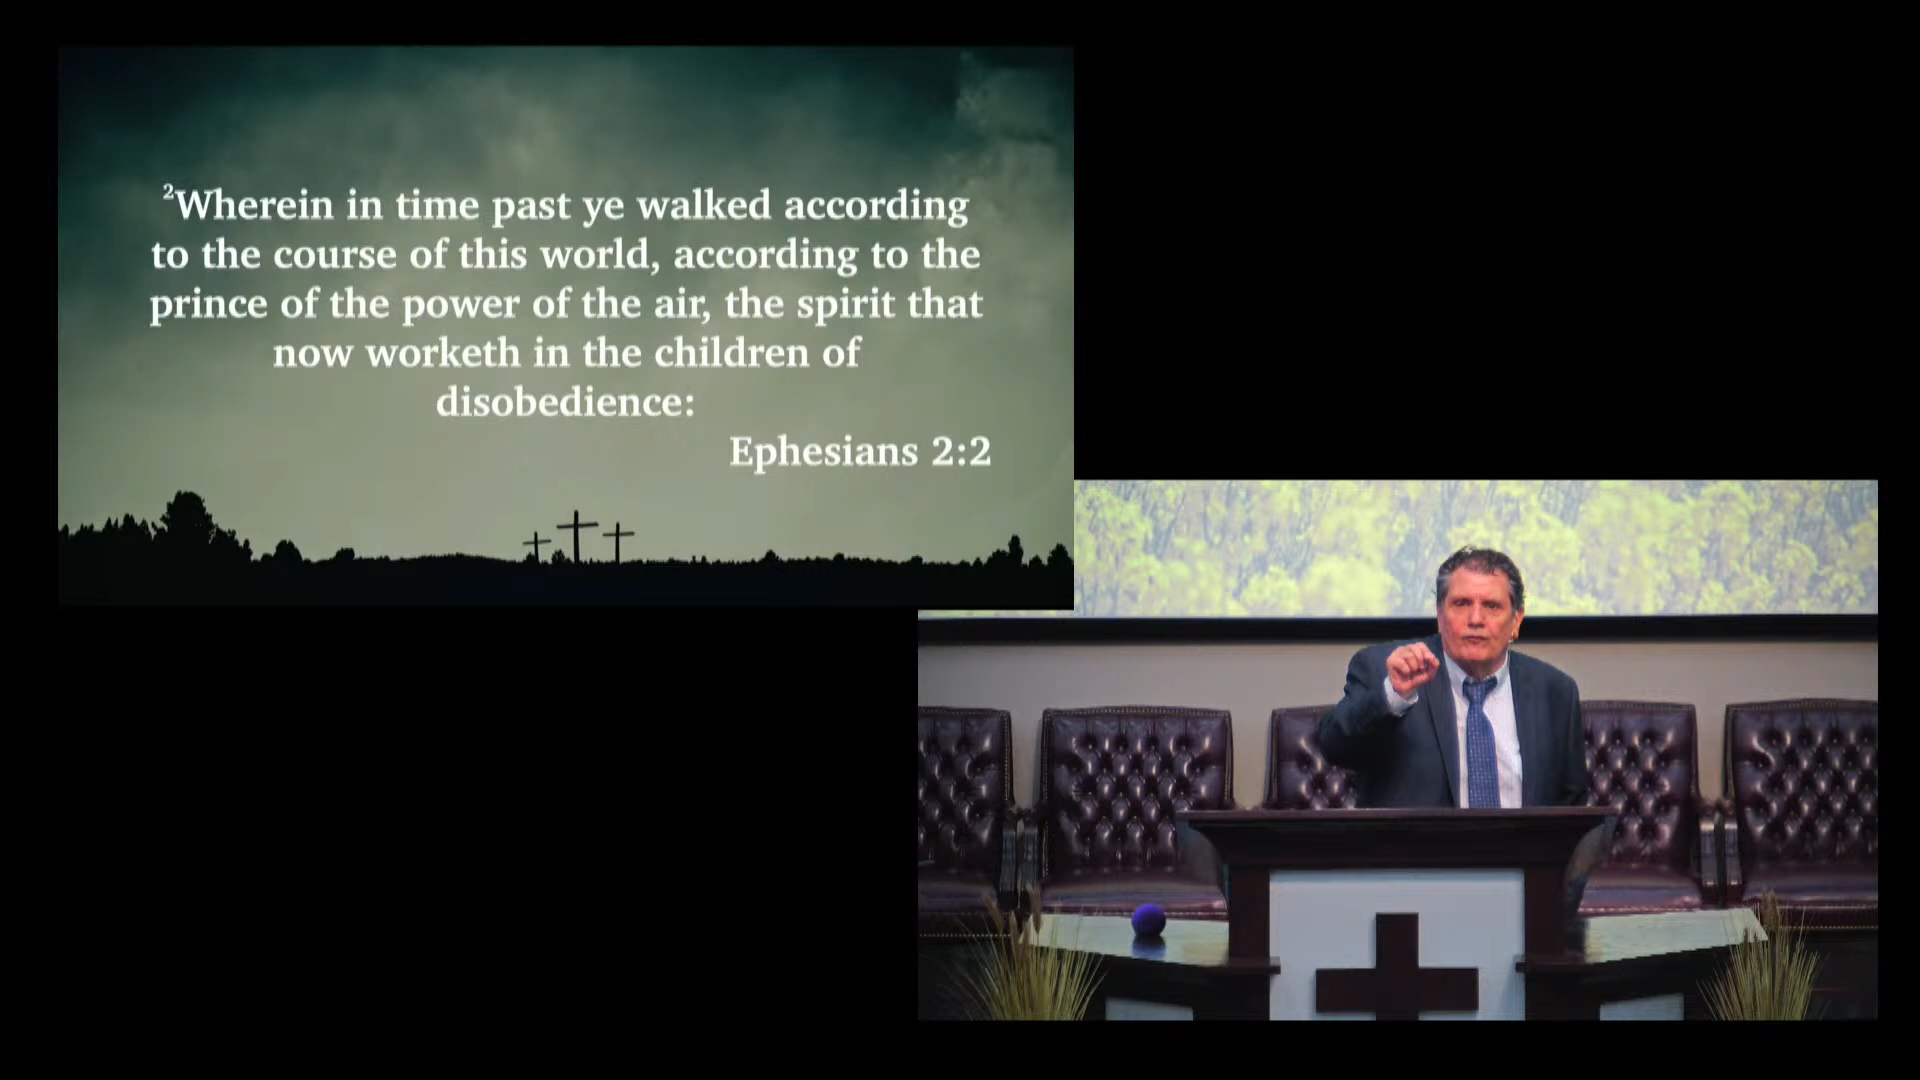 ²Wherein in time past ye walked according
to the course of this world, according to the
prince of the power of the air, the spirit that
now worketh in the children of
disobedience:
Ephesians 2:2